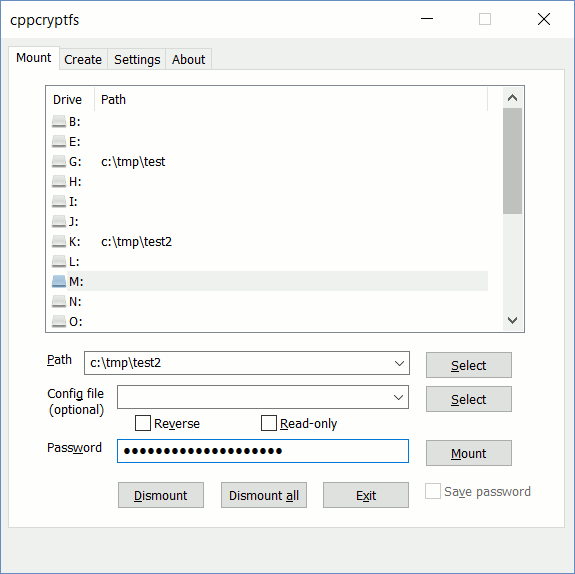 cppcryptfs
Mount Create Settings About
Drive Path
B:
E:
G: c:\tmp\test
H:
I:
J:
K: c:\tmp\test2
L:
M:
N:
O:
Path c:\tmp\test2 Select
Config file
(optional) Select
Reverse Read-only
Password ●●●●●●●●●●●●●●●●●●●● Mount
Dismount Dismount all Exit Save password